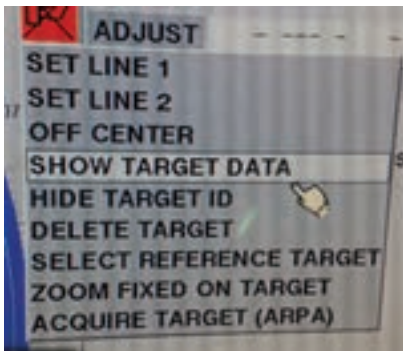 ADJUST
SET LINE 1
SET LINE 2
OFF CENTER
SHOW TARGET DATA
HIDE TARGET ID
DELETE TARGET
SELECT REFERENCE TARGET
ZOOM FIXED ON TARGET
ACQUIRE TARGET (ARPA)